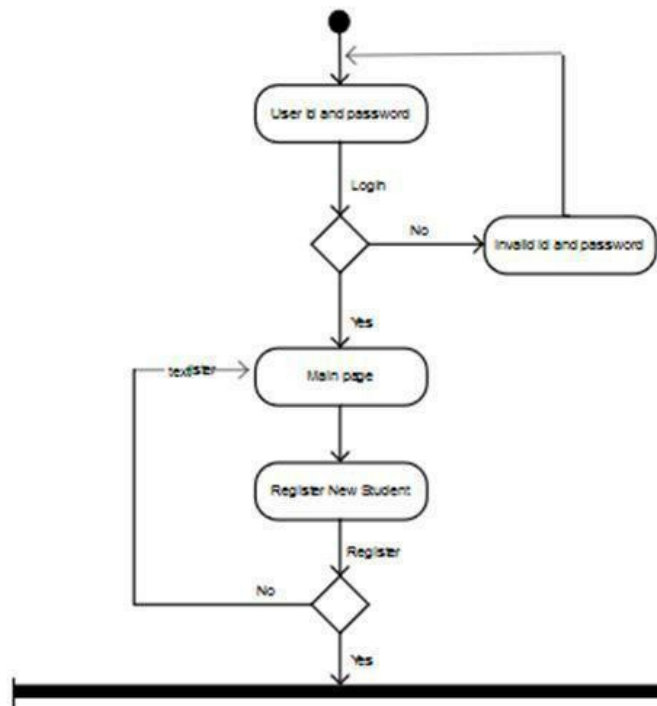 User id and password
Login
No
Invalid id and password
Yes
Main page
Register New Student
Register
No
Yes